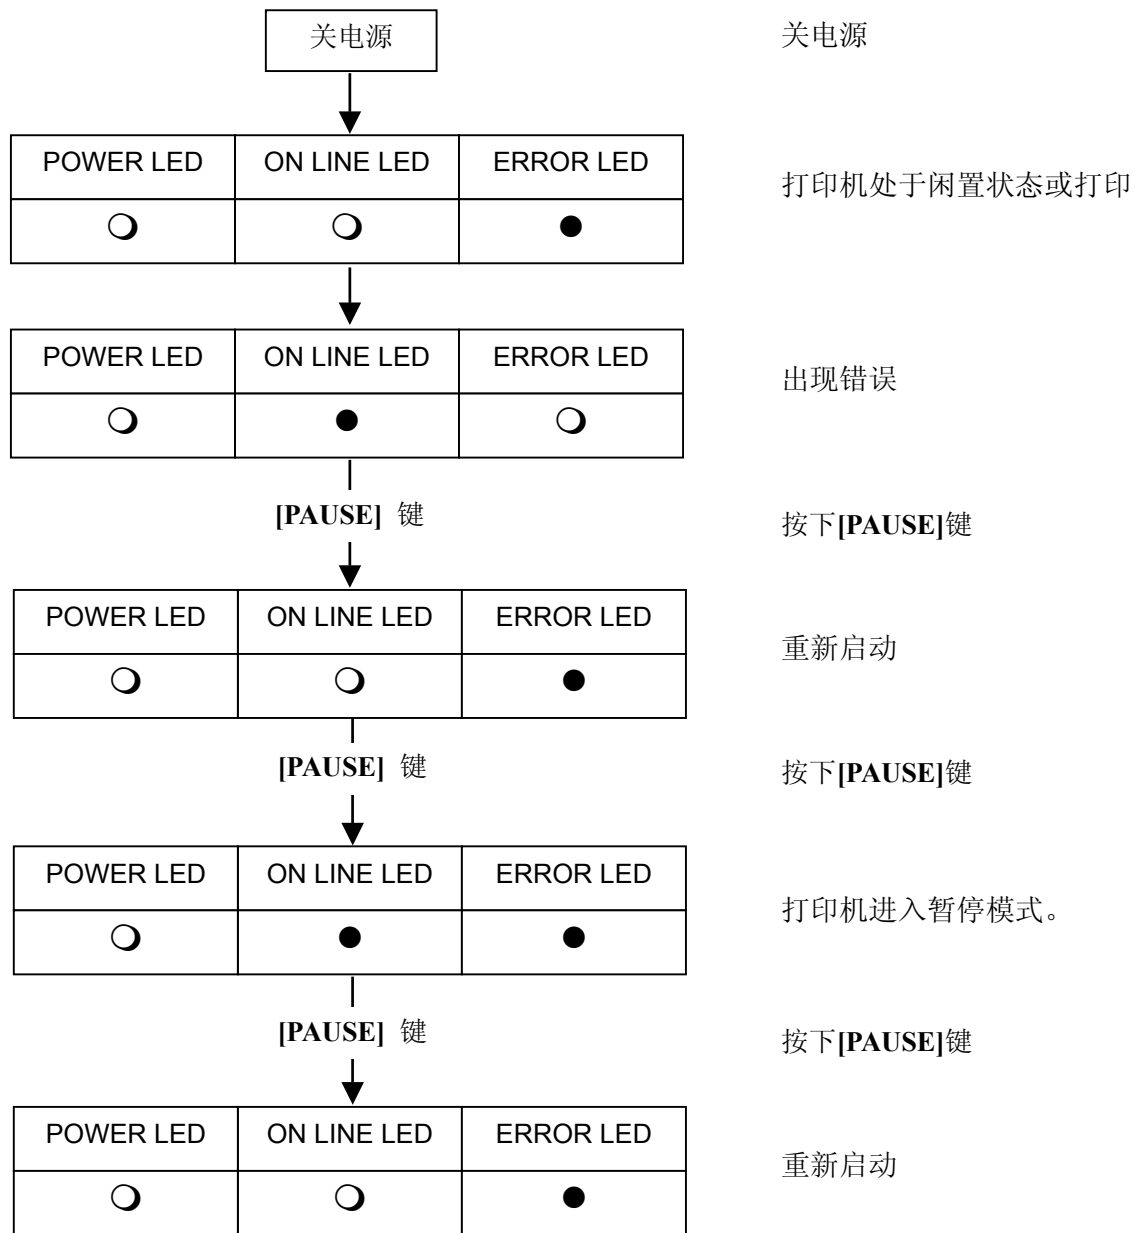 关电源
关电源
POWER LED ON LINE LED ERROR LED
打印机处于闲置状态或打印
○ ○ ●
POWER LED ON LINE LED ERROR LED
出现错误
○ ● ○
[PAUSE] 键
按下[PAUSE]键
POWER LED ON LINE LED ERROR LED
重新启动
○ ○ ●
[PAUSE] 键
按下[PAUSE]键
POWER LED ON LINE LED ERROR LED
打印机进入暂停模式。
○ ● ●
[PAUSE] 键
按下[PAUSE]键
POWER LED ON LINE LED ERROR LED
重新启动
○ ○ ●